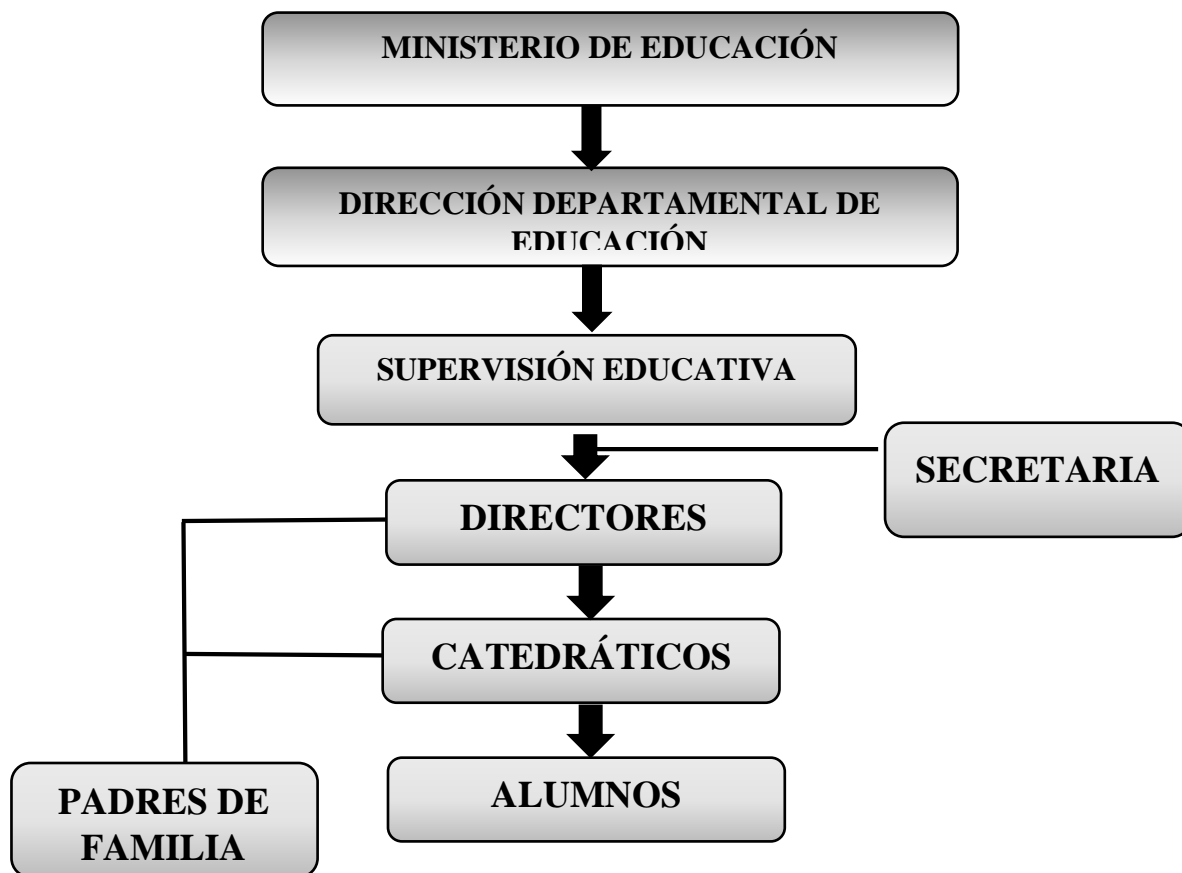 MINISTERIO DE EDUCACIÓN
DIRECCIÓN DEPARTAMENTAL DE
EDUCACIÓN
SUPERVISIÓN EDUCATIVA
SECRETARIA
DIRECTORES
CATEDRÁTICOS
ALUMNOS
PADRES DE
FAMILIA